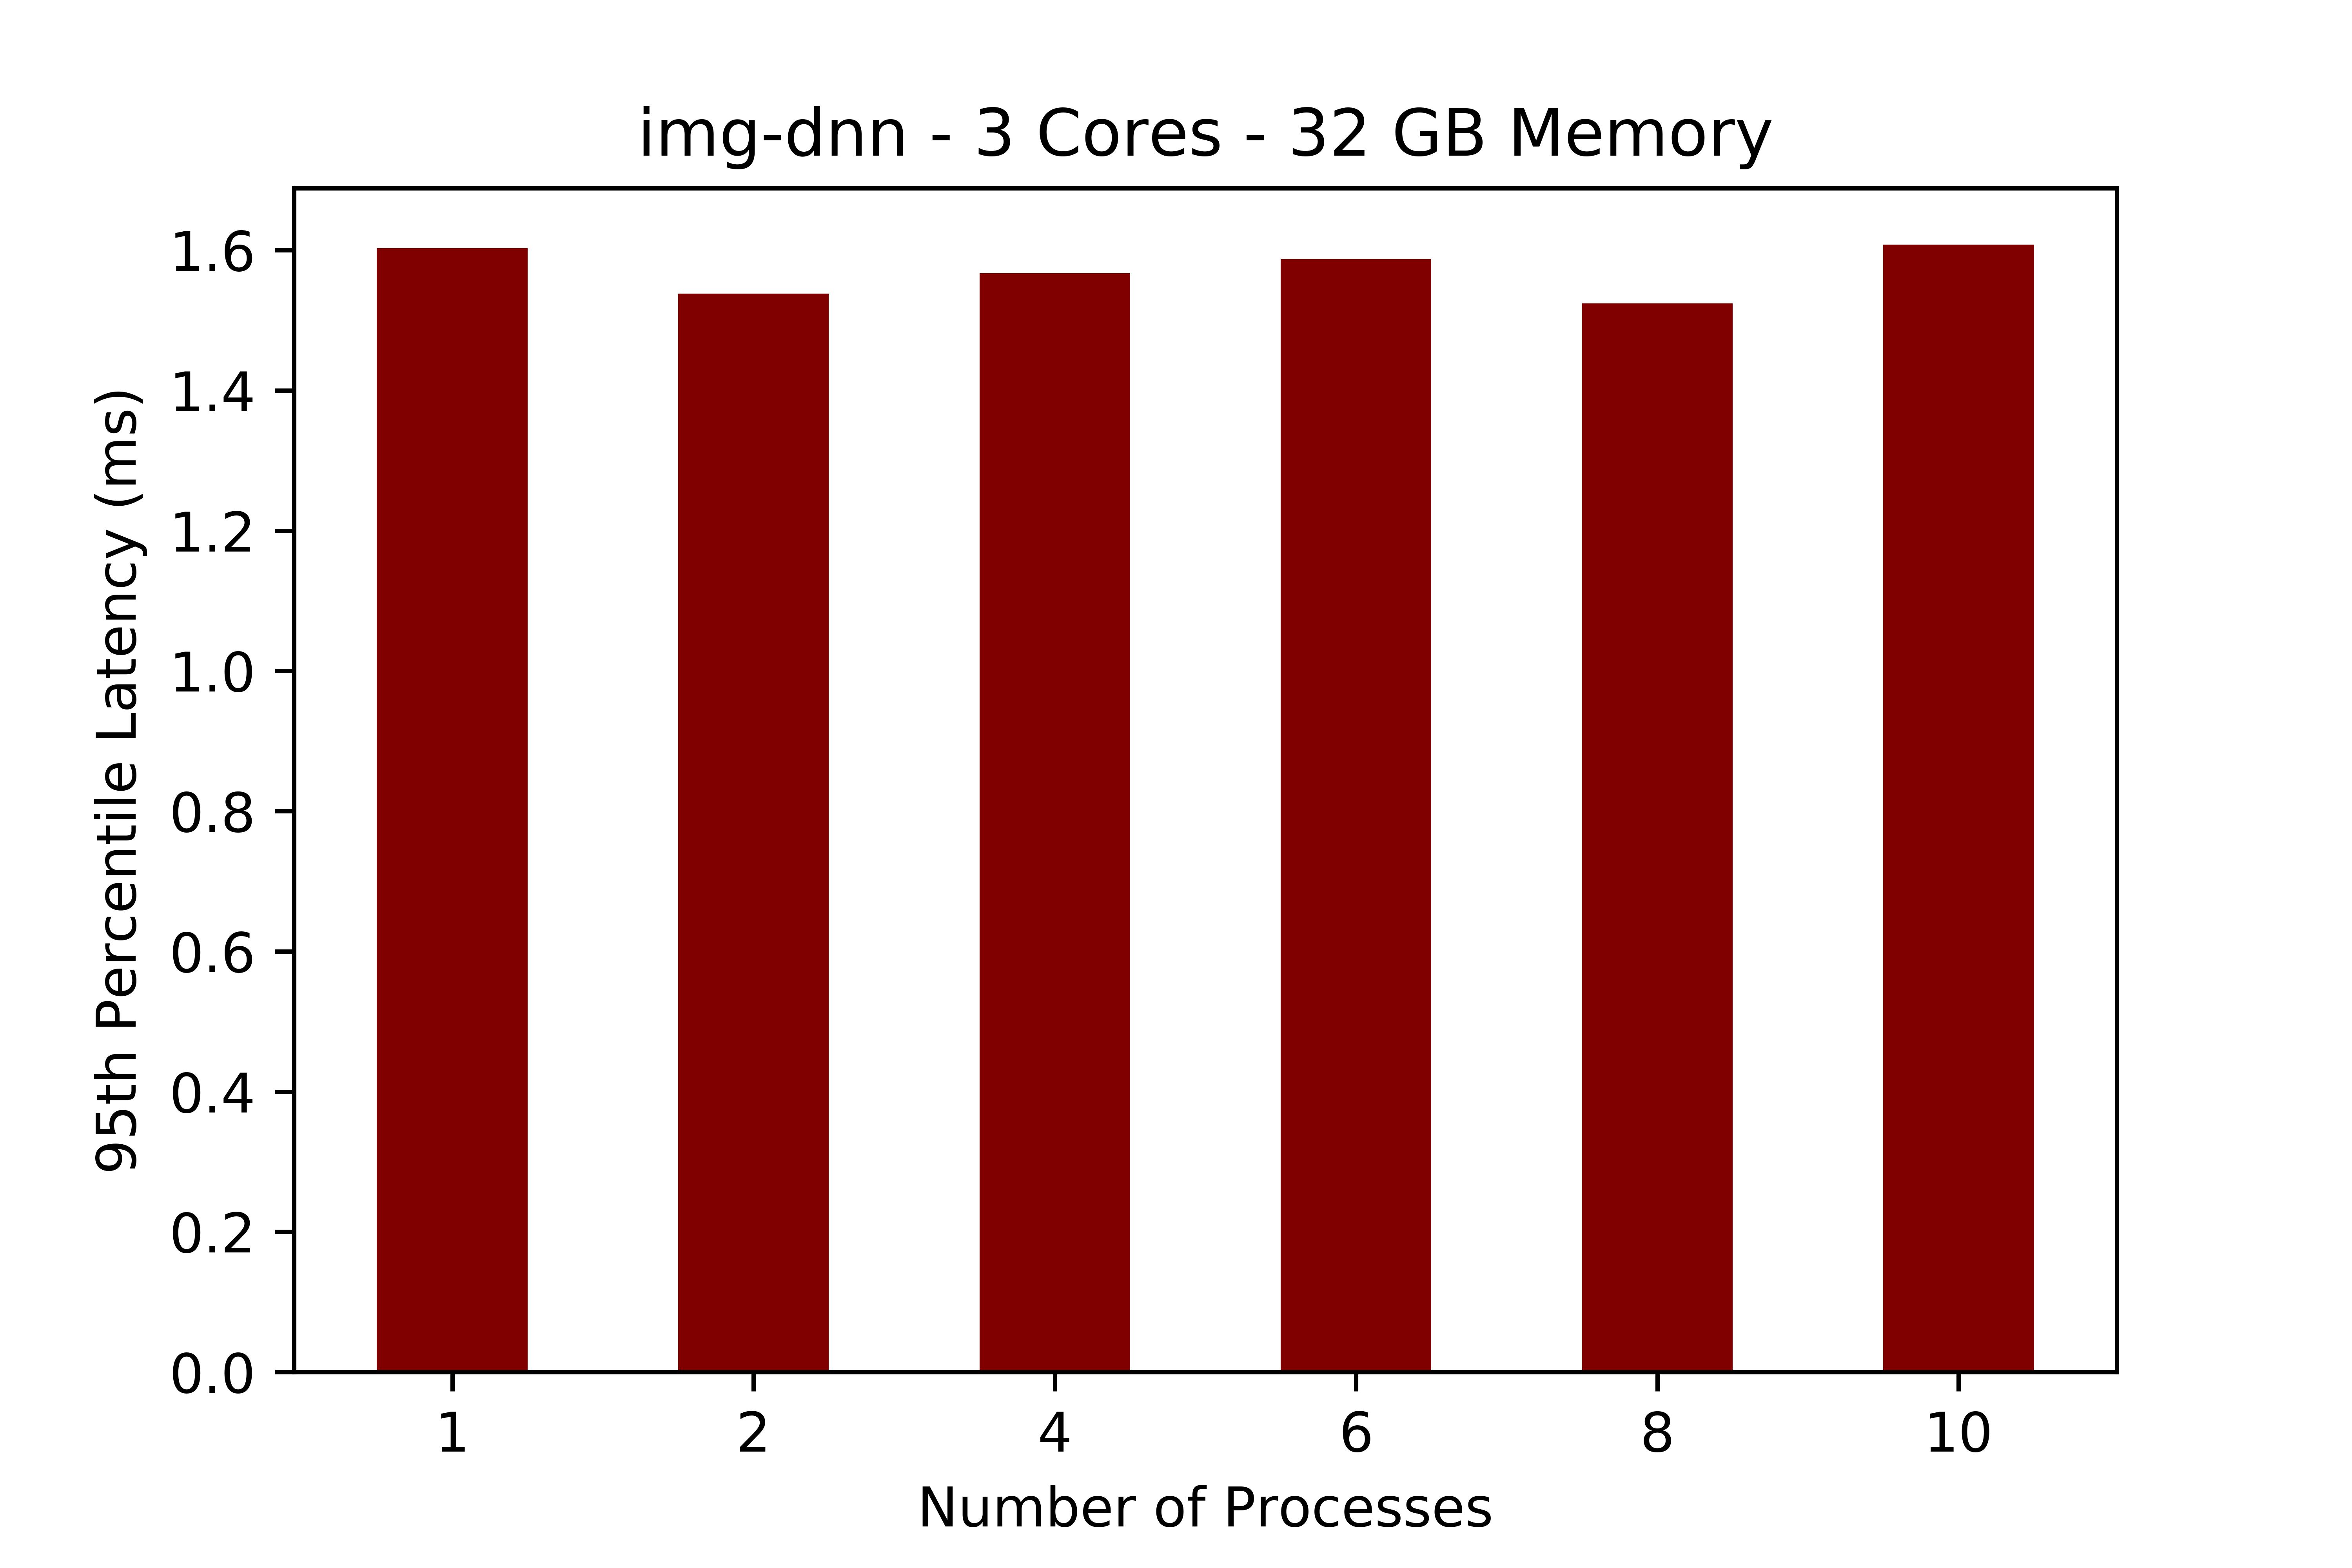 img-dnn - 3 Cores - 32 GB Memory
95th Percentile Latency (ms)
1.6
1.4
1.2
1.0
0.8
0.6
0.4
0.2
0.0
1 2 4 6 8 10
Number of Processes